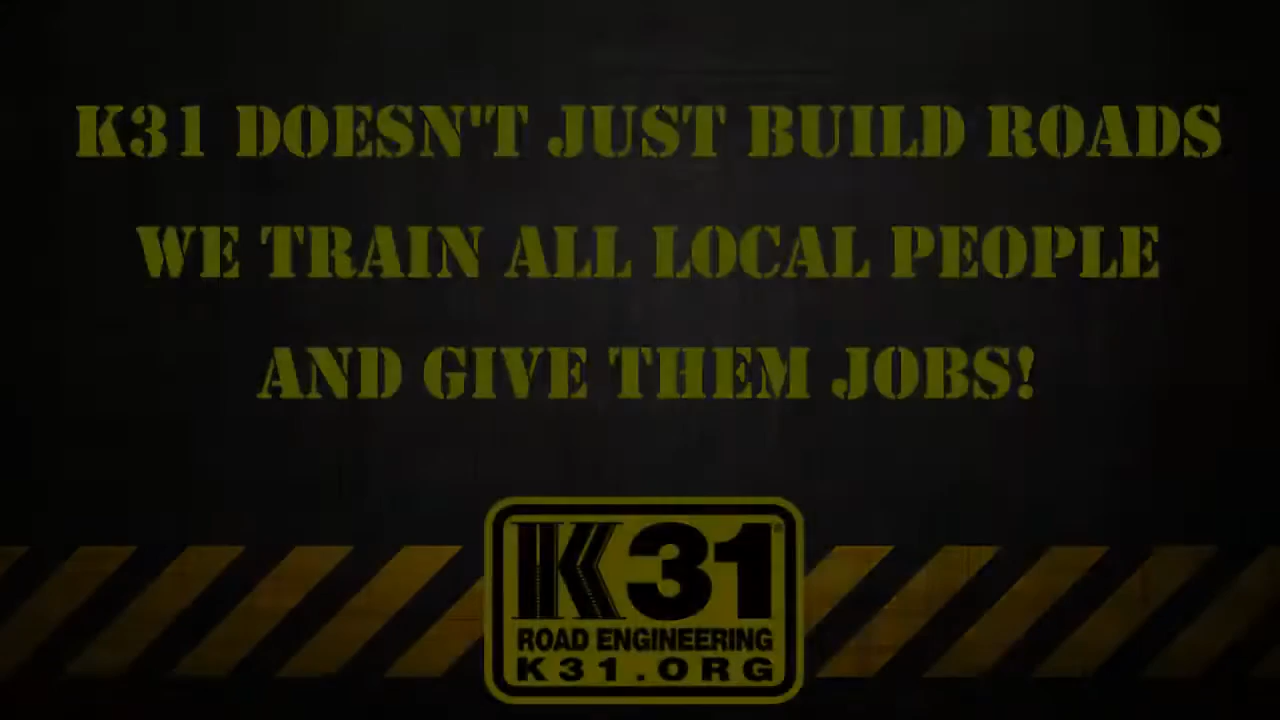 K31 DOESN'T JUST BUILD ROADS
WE TRAIN ALL LOCAL PEOPLE
AND GIVE THEM JOBS!
K31®
ROAD ENGINEERING
K31.ORG